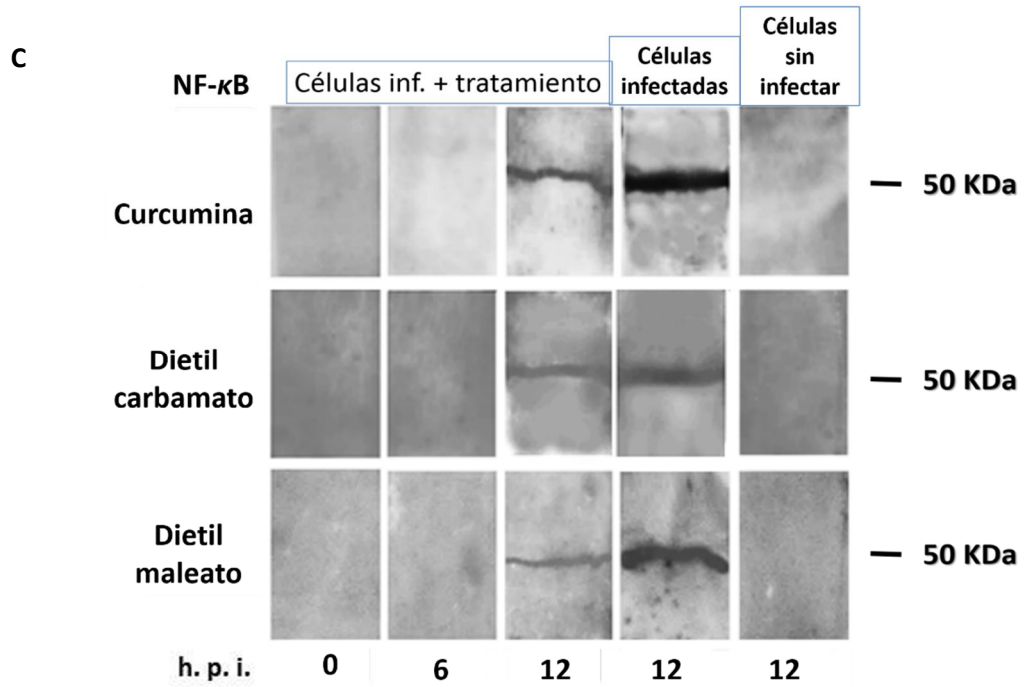 C
NF-κB
Células inf. + tratamiento
Células
infectadas
Células
sin
infectar
Curcumina
50 KDa
Dietil
carbamato
50 KDa
Dietil
maleato
50 KDa
h. p. i. 0 6 12 12 12